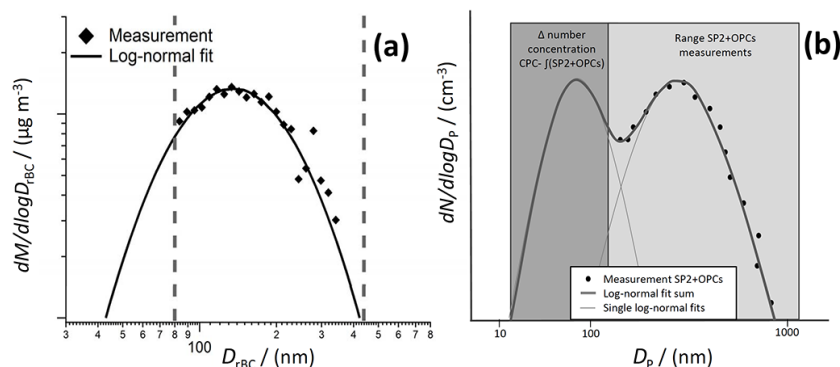 Measurement
Log-normal fit
(a)
dM/dlogD_rBC / (μg m⁻³)
3 4 5 6 7 8 9 2 3 4 5 6 7 8
100
D_rBC / (nm)
Δ number
concentration
CPC- ∫(SP2+OPCs)
Range SP2+OPCs
measurements
(b)
dN/dlogD_P / (cm⁻³)
Measurement SP2+OPCs
Log-normal fit sum
Single log-normal fits
10 100 1000
D_P / (nm)